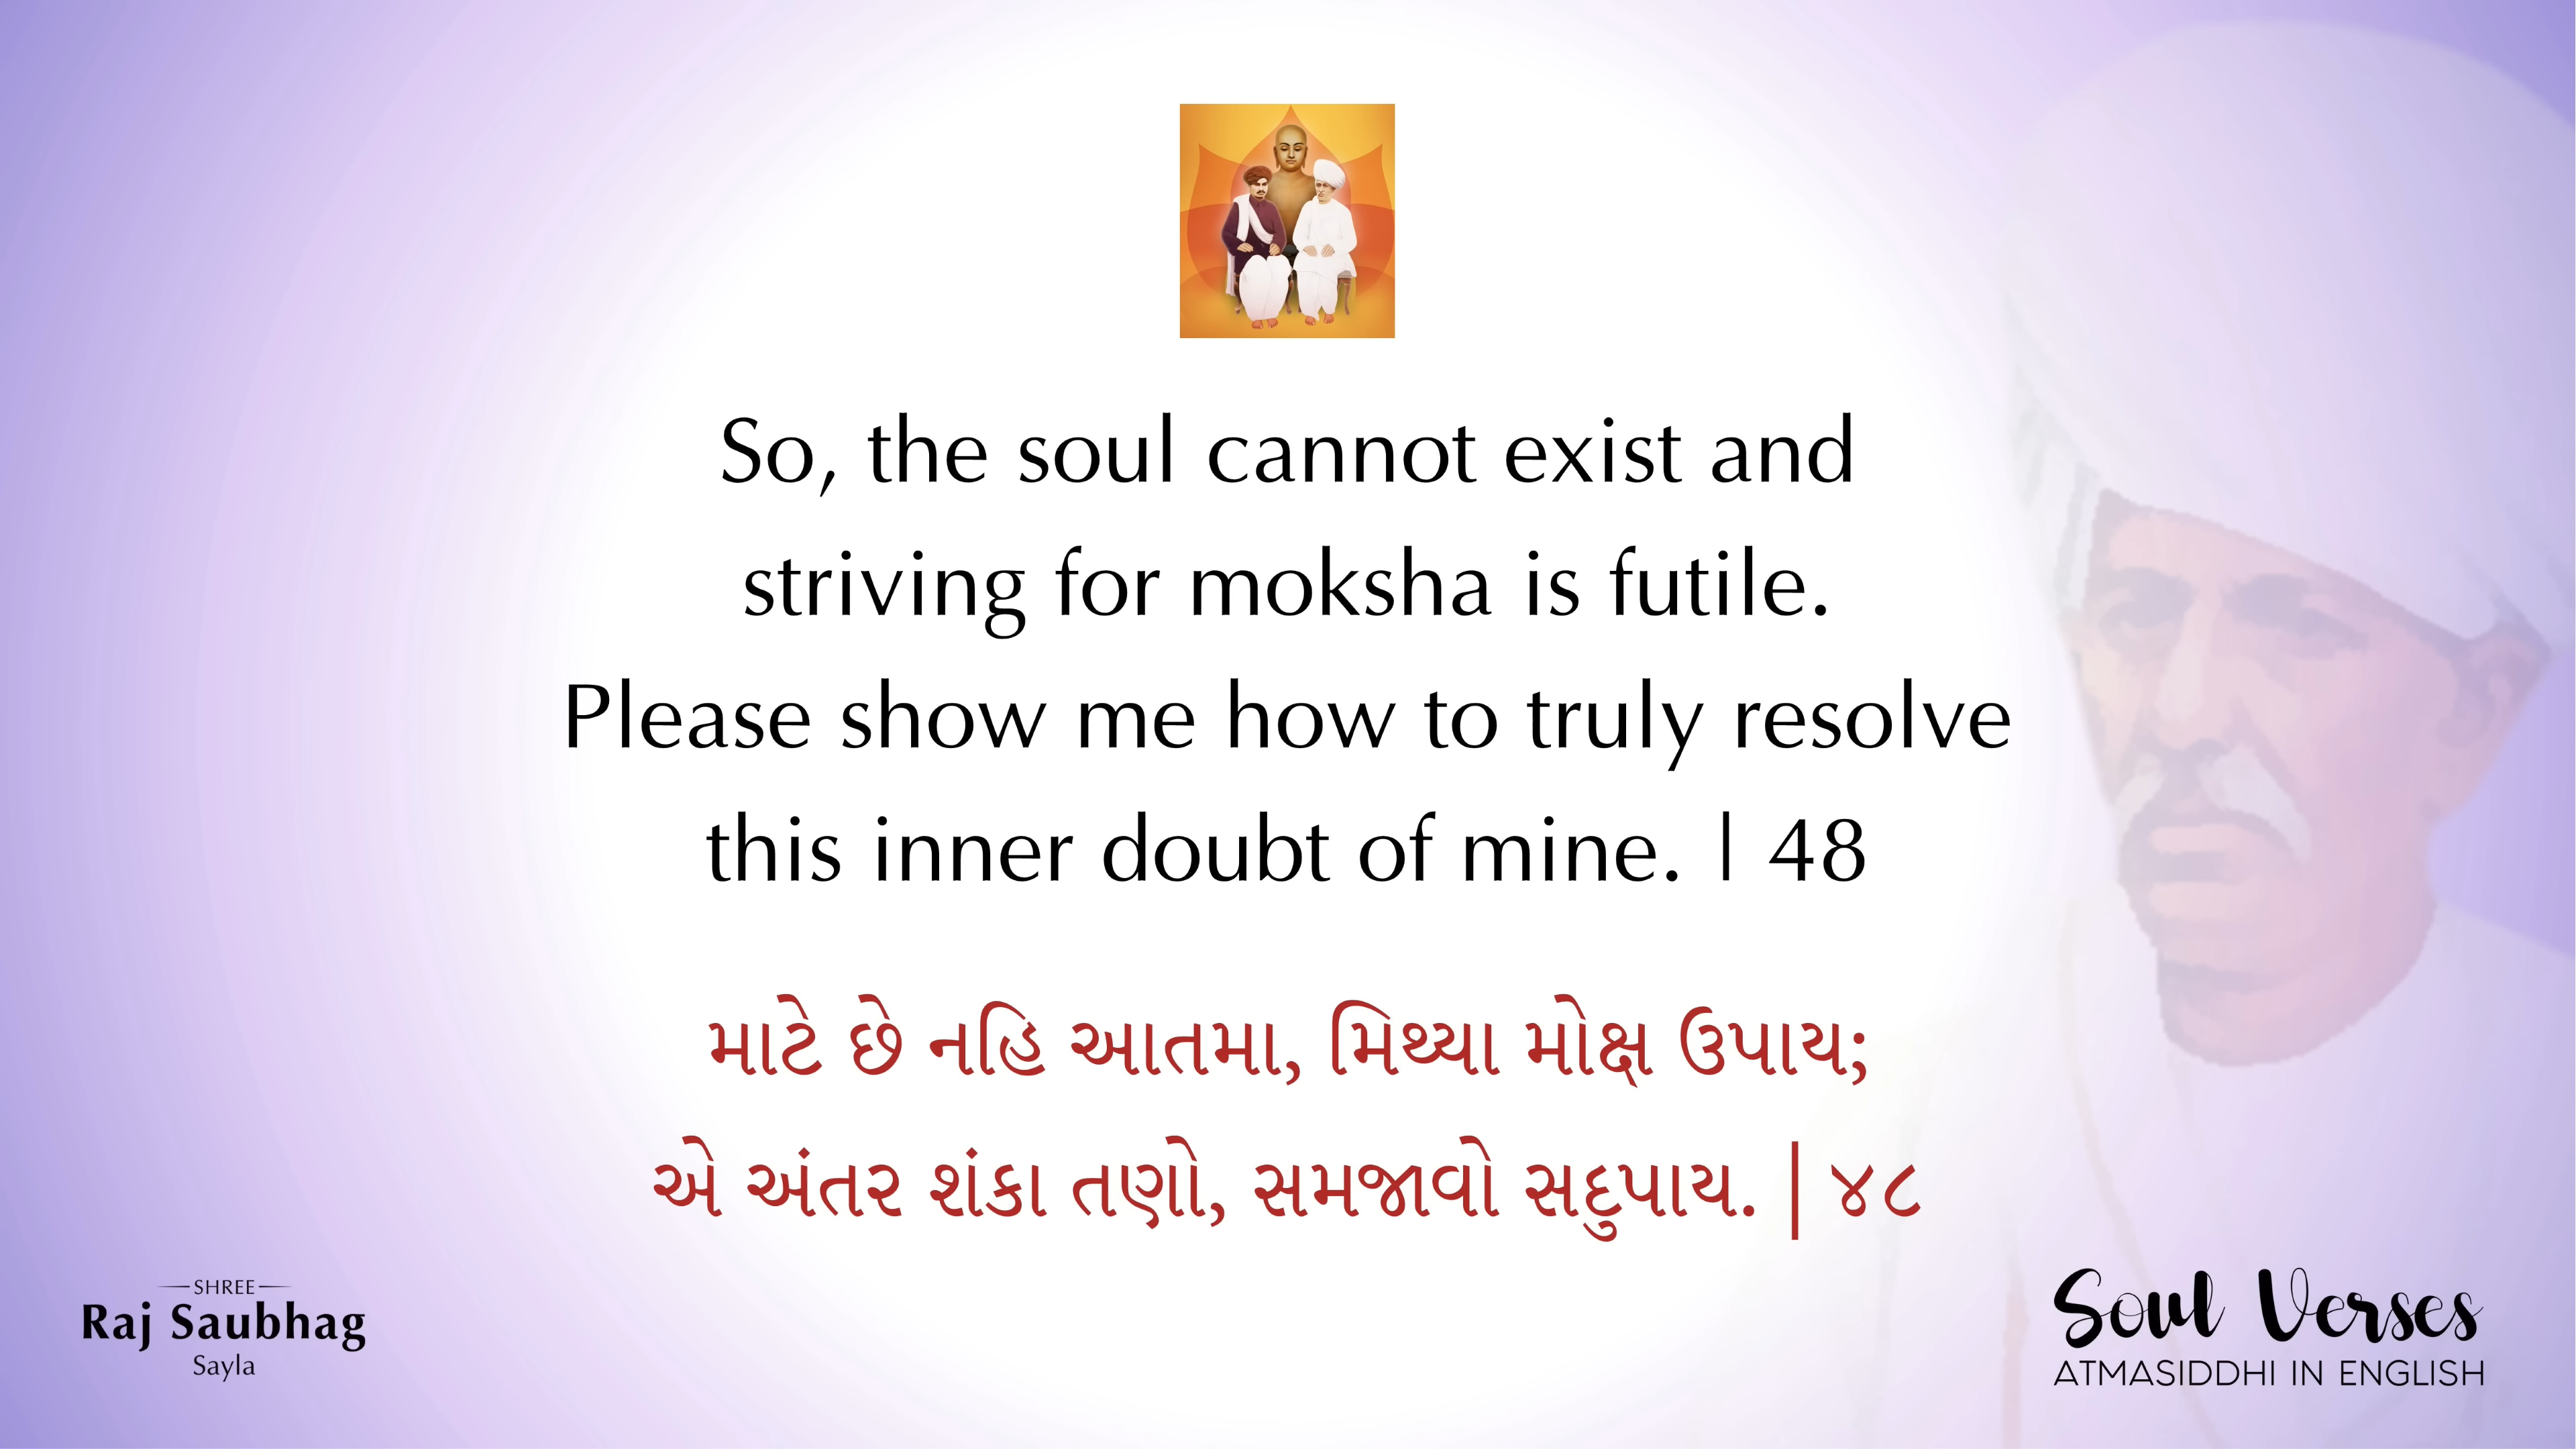 So, the soul cannot exist and
striving for moksha is futile.
Please show me how to truly resolve
this inner doubt of mine. | 48
માટે છે નહિ આતમા, મિથ્યા મોક્ષ ઉપાય;
એ અંતર શંકા તણો, સમજાવો સદુપાય. | ૪૮
SHREE
Raj Saubhag
Sayla
Soul Verses
ATMASIDDHI IN ENGLISH